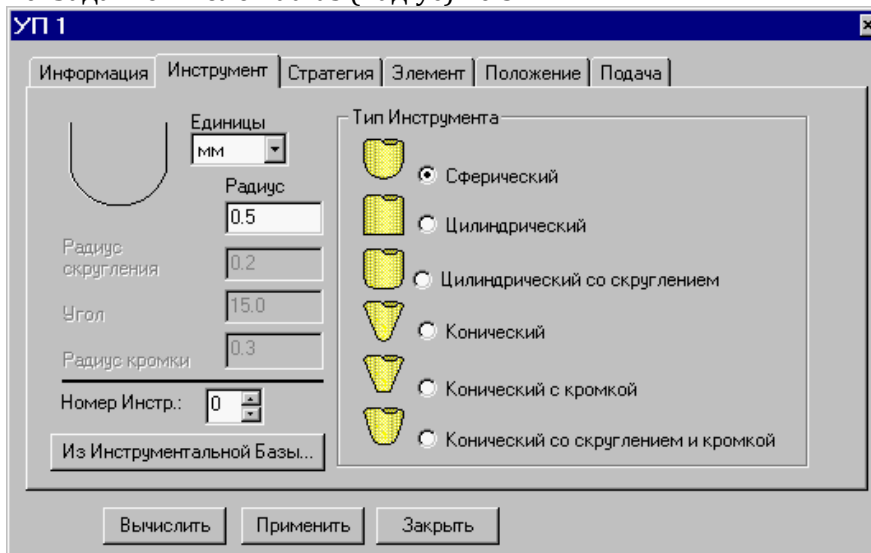 УП 1
Информация Инструмент Стратегия Элемент Положение Подача
Единицы
мм
Радиус
0.5
Радиус
скругления
0.2
Угол
15.0
Радиус кромки
0.3
Номер Инстр.:
0
Из Инструментальной Базы...
Тип Инструмента
Сферический
Цилиндрический
Цилиндрический со скруглением
Конический
Конический с кромкой
Конический со скруглением и кромкой
Вычислить Применить Закрыть